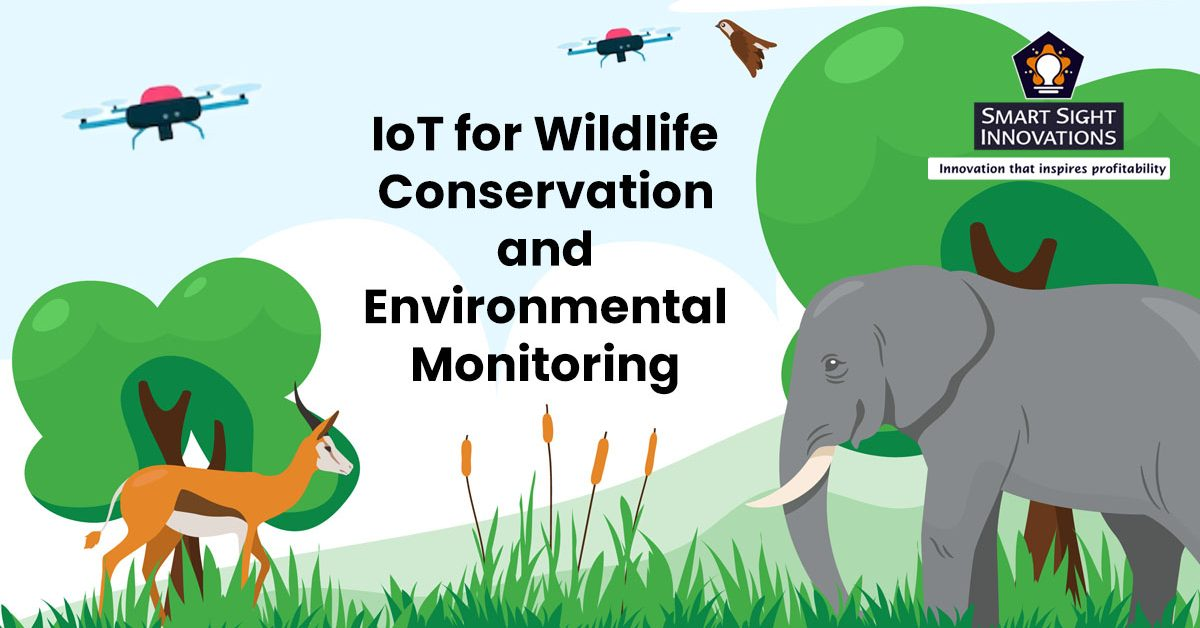 IoT for Wildlife
Conservation
and
Environmental
Monitoring
SMART SIGHT
INNOVATIONS
Innovation that inspires profitability